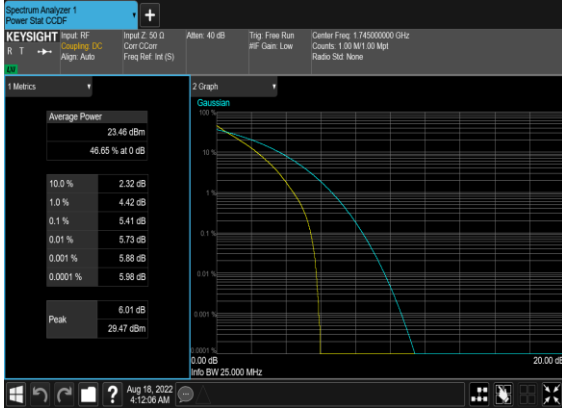 Spectrum Analyzer 1
Power Stat CCDF
KEYSIGHT
R T
Input: RF
Coupling: DC
Align: Auto
Input Z: 50 Ω
Corr CCorr
Freq Ref: Int (S)
Atten: 40 dB
Trig: Free Run
#IF Gain: Low
Center Freq: 1.745000000 GHz
Counts: 1.00 M/1.00 Mpt
Radio Std: None
1 Metrics
Average Power
23.46 dBm
46.65 % at 0 dB
10.0 % 2.32 dB
1.0 % 4.42 dB
0.1 % 5.41 dB
0.01 % 5.73 dB
0.001 % 5.88 dB
0.0001 % 5.98 dB
Peak 6.01 dB
29.47 dBm
2 Graph
Gaussian
100 %
10 %
1 %
0.1 %
0.01 %
0.001 %
0.0001 %
0.00 dB 20.00 dB
Info BW 25.000 MHz
Aug 18, 2022
4:12:06 AM